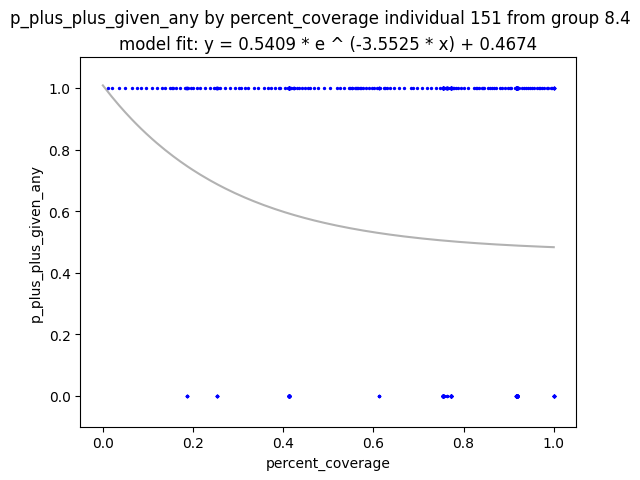 p_plus_plus_given_any by percent_coverage individual 151 from group 8.4
model fit: y = 0.5409 * e ^ (-3.5525 * x) + 0.4674
1.0
0.8
0.6
0.4
0.2
0.0
p_plus_plus_given_any
0.0 0.2 0.4 0.6 0.8 1.0
percent_coverage